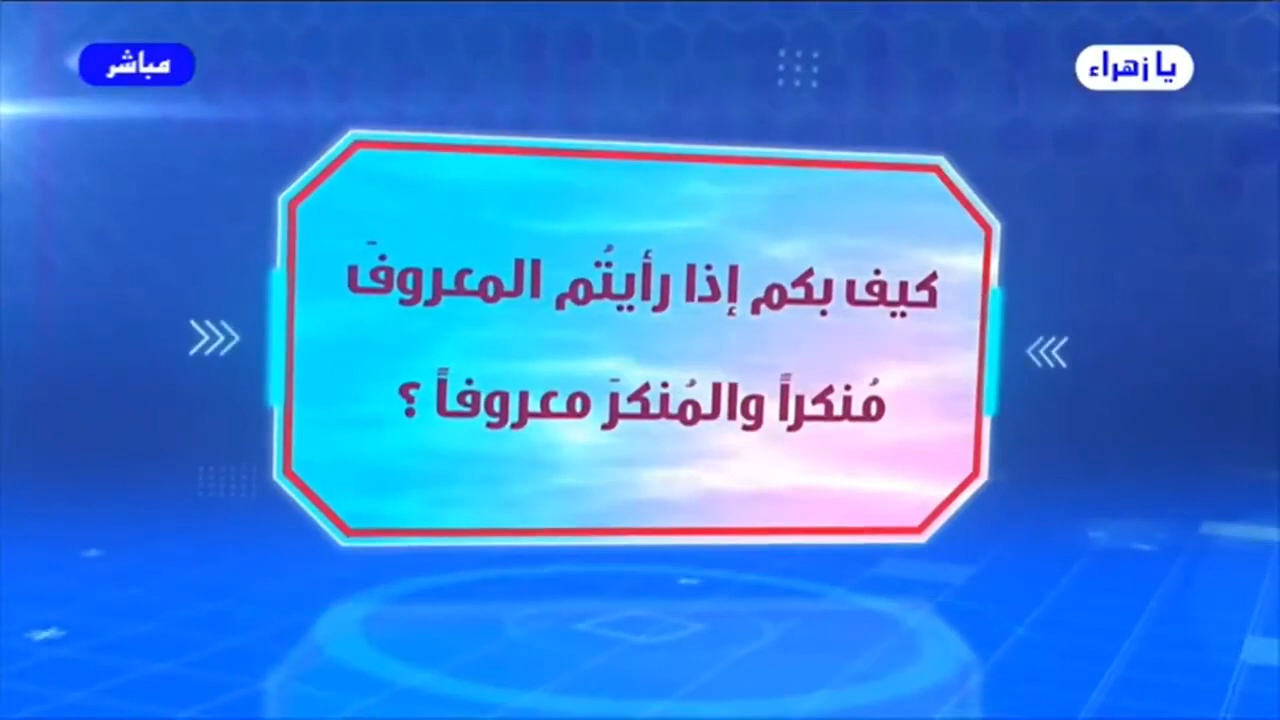 يا زهراء
مباشر
كيف بكم إذا رأيتُم المعروفَ
مُنكراً والمُنكرَ معروفاً ؟